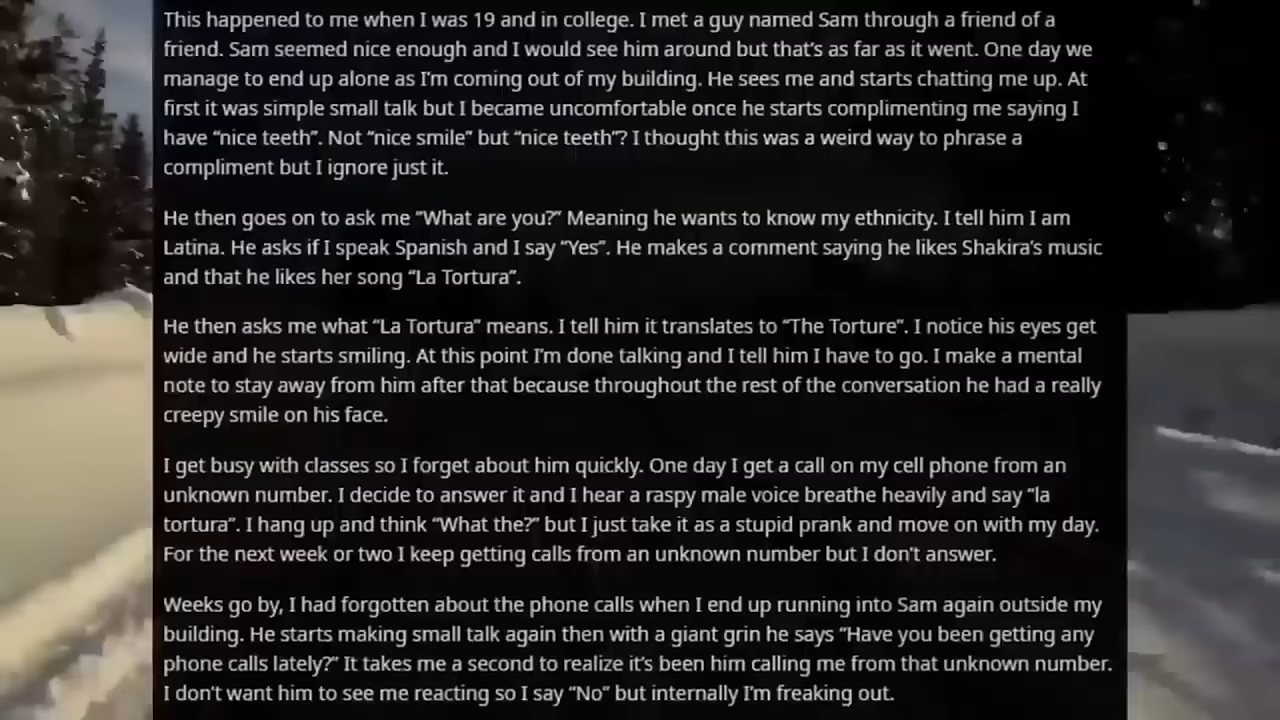 This happened to me when I was 19 and in college. I met a guy named Sam through a friend of a
friend. Sam seemed nice enough and I would see him around but that's as far as it went. One day we
manage to end up alone as I'm coming out of my building. He sees me and starts chatting me up. At
first it was simple small talk but I became uncomfortable once he starts complimenting me saying I
have “nice teeth”. Not “nice smile” but “nice teeth”? I thought this was a weird way to phrase a
compliment but I ignore just it.
He then goes on to ask me “What are you?” Meaning he wants to know my ethnicity. I tell him I am
Latina. He asks if I speak Spanish and I say “Yes”. He makes a comment saying he likes Shakira's music
and that he likes her song “La Tortura”.
He then asks me what “La Tortura” means. I tell him it translates to “The Torture”. I notice his eyes get
wide and he starts smiling. At this point I'm done talking and I tell him I have to go. I make a mental
note to stay away from him after that because throughout the rest of the conversation he had a really
creepy smile on his face.
I get busy with classes so I forget about him quickly. One day I get a call on my cell phone from an
unknown number. I decide to answer it and I hear a raspy male voice breathe heavily and say “la
tortura”. I hang up and think “What the?” but I just take it as a stupid prank and move on with my day.
For the next week or two I keep getting calls from an unknown number but I don't answer.
Weeks go by, I had forgotten about the phone calls when I end up running into Sam again outside my
building. He starts making small talk again then with a giant grin he says “Have you been getting any
phone calls lately?” It takes me a second to realize it's been him calling me from that unknown number.
I don't want him to see me reacting so I say “No” but internally I'm freaking out.